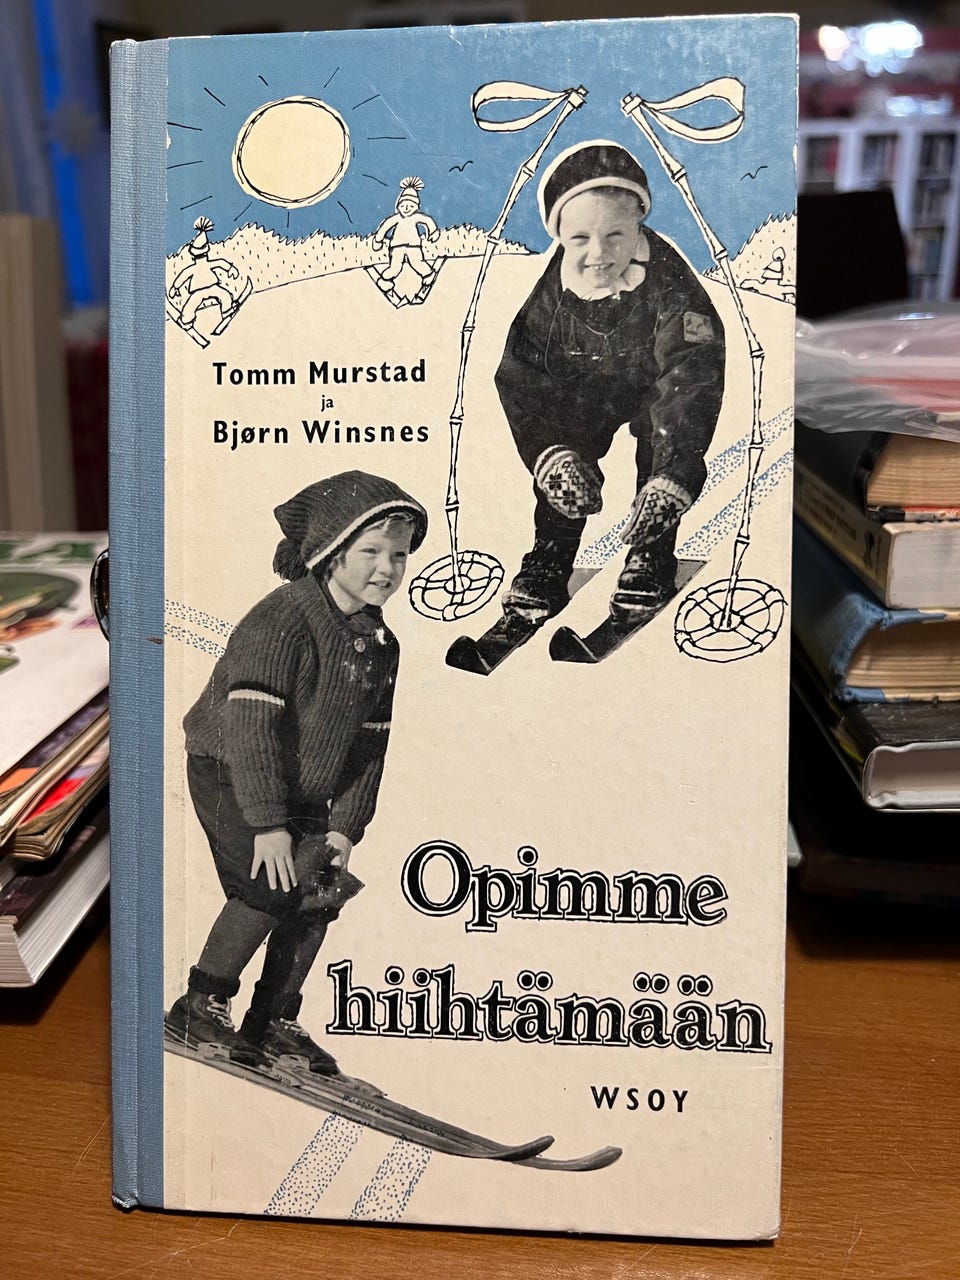 Tomm Murstad
ja
Bjørn Winsnes
Opimme
hiihtämään
WSOY